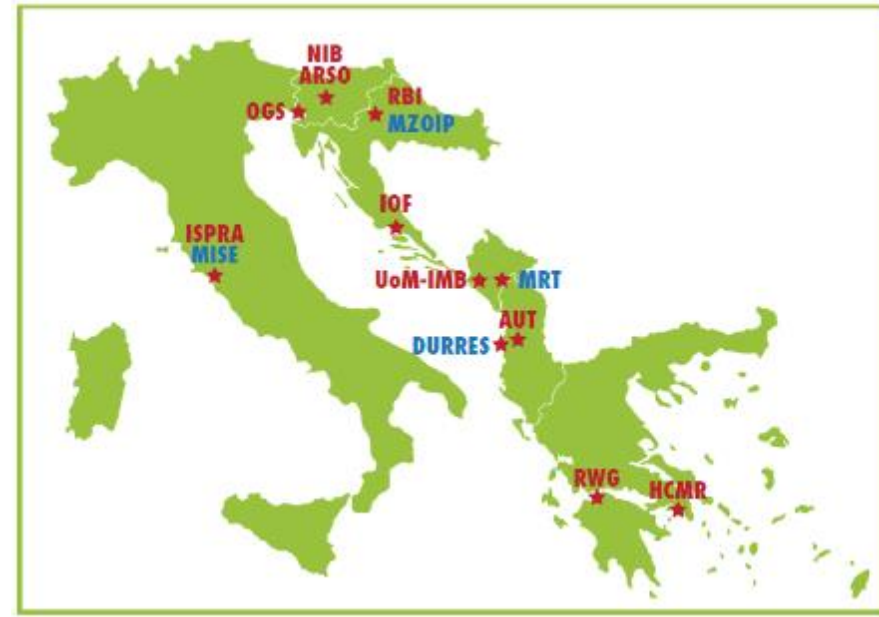 NIB
ARSO
OGS
RBI
MZOIP
IOF
ISPRA
MISE
UoM-IMB
MRT
AUT
DURRES
RWG
HCMR